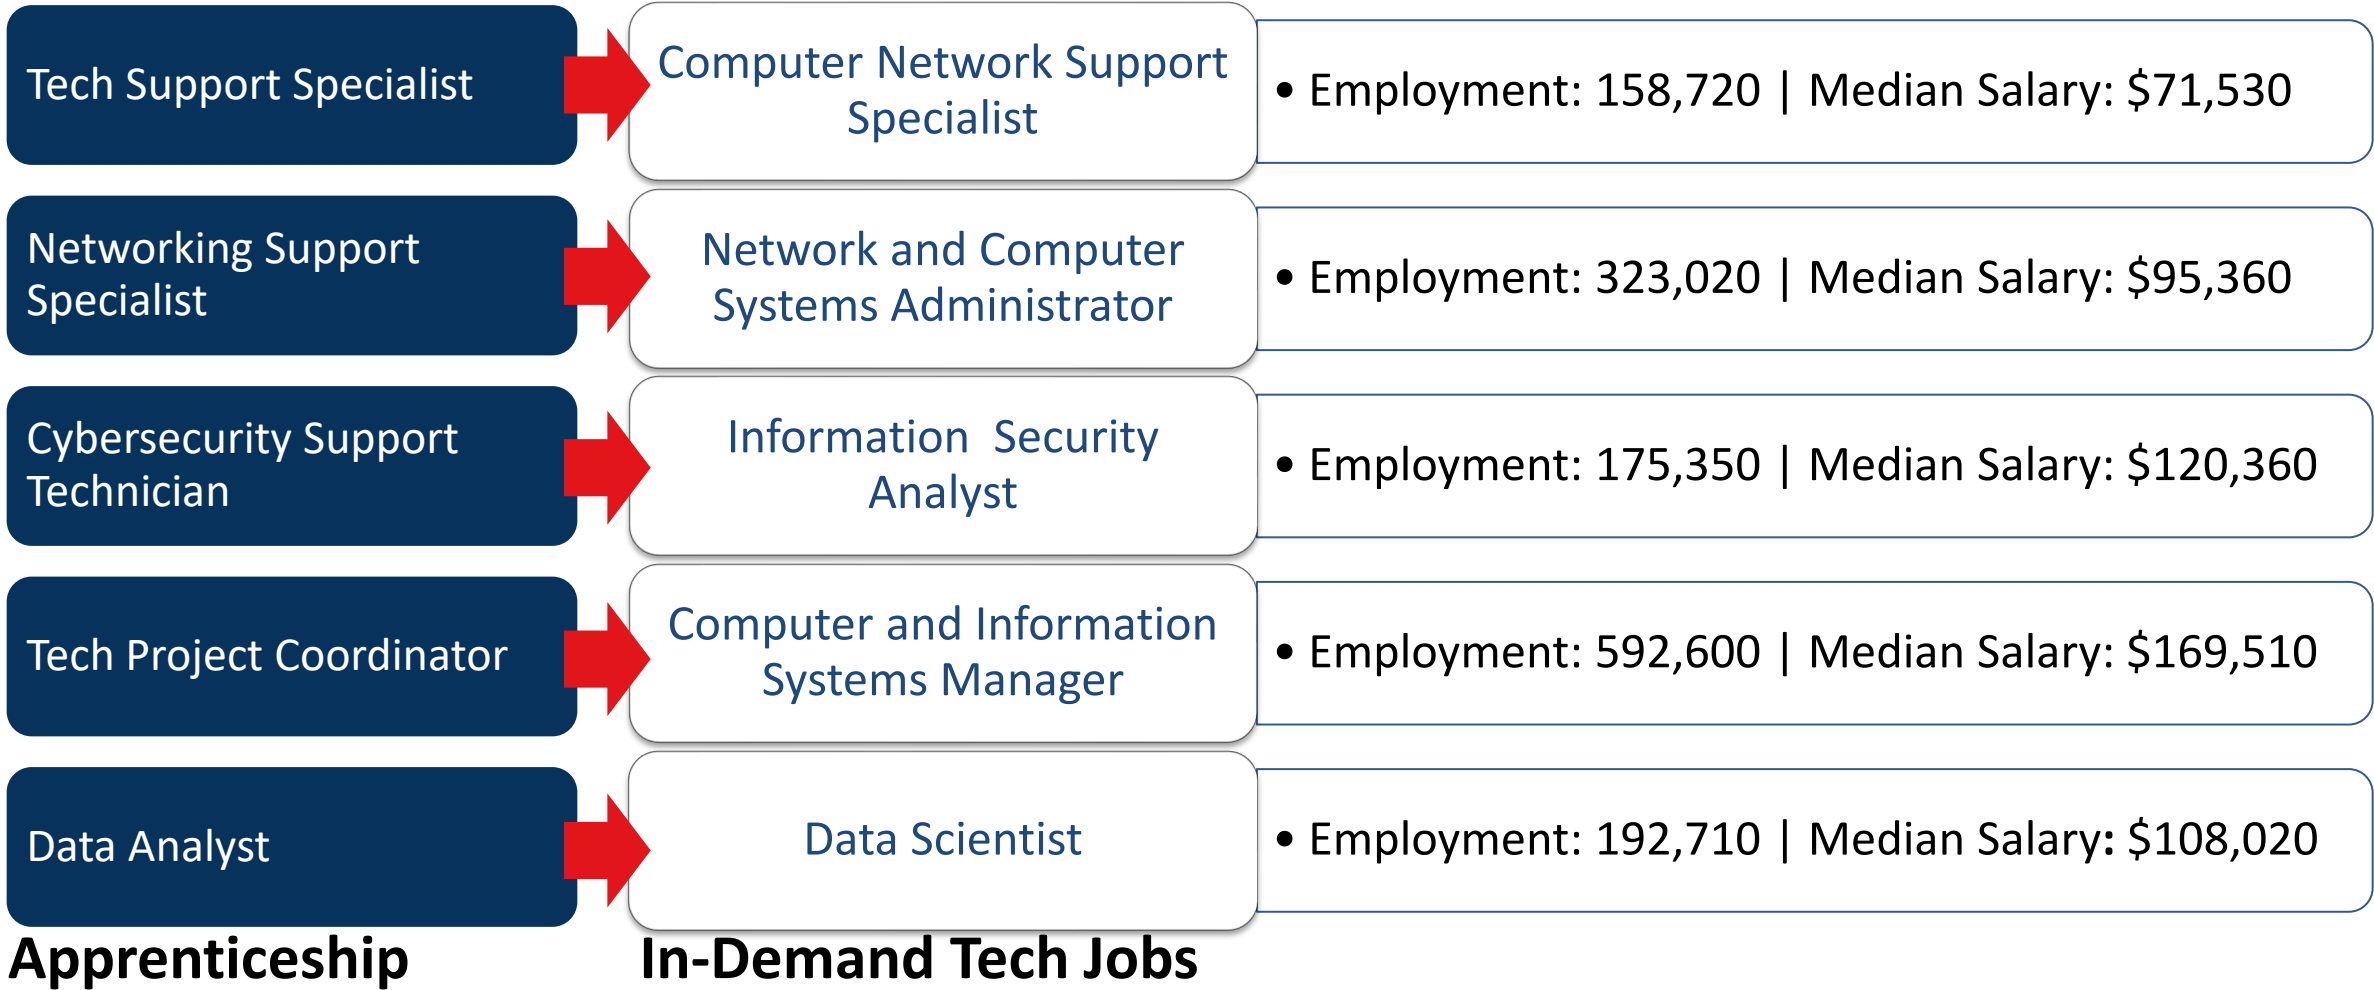 Tech Support Specialist
Computer Network Support
Specialist
• Employment: 158,720 | Median Salary: $71,530
Networking Support
Specialist
Network and Computer
Systems Administrator
• Employment: 323,020 | Median Salary: $95,360
Cybersecurity Support
Technician
Information  Security
Analyst
• Employment: 175,350 | Median Salary: $120,360
Tech Project Coordinator
Computer and Information
Systems Manager
• Employment: 592,600 | Median Salary: $169,510
Data Analyst
Data Scientist
• Employment: 192,710 | Median Salary: $108,020
Apprenticeship
In-Demand Tech Jobs